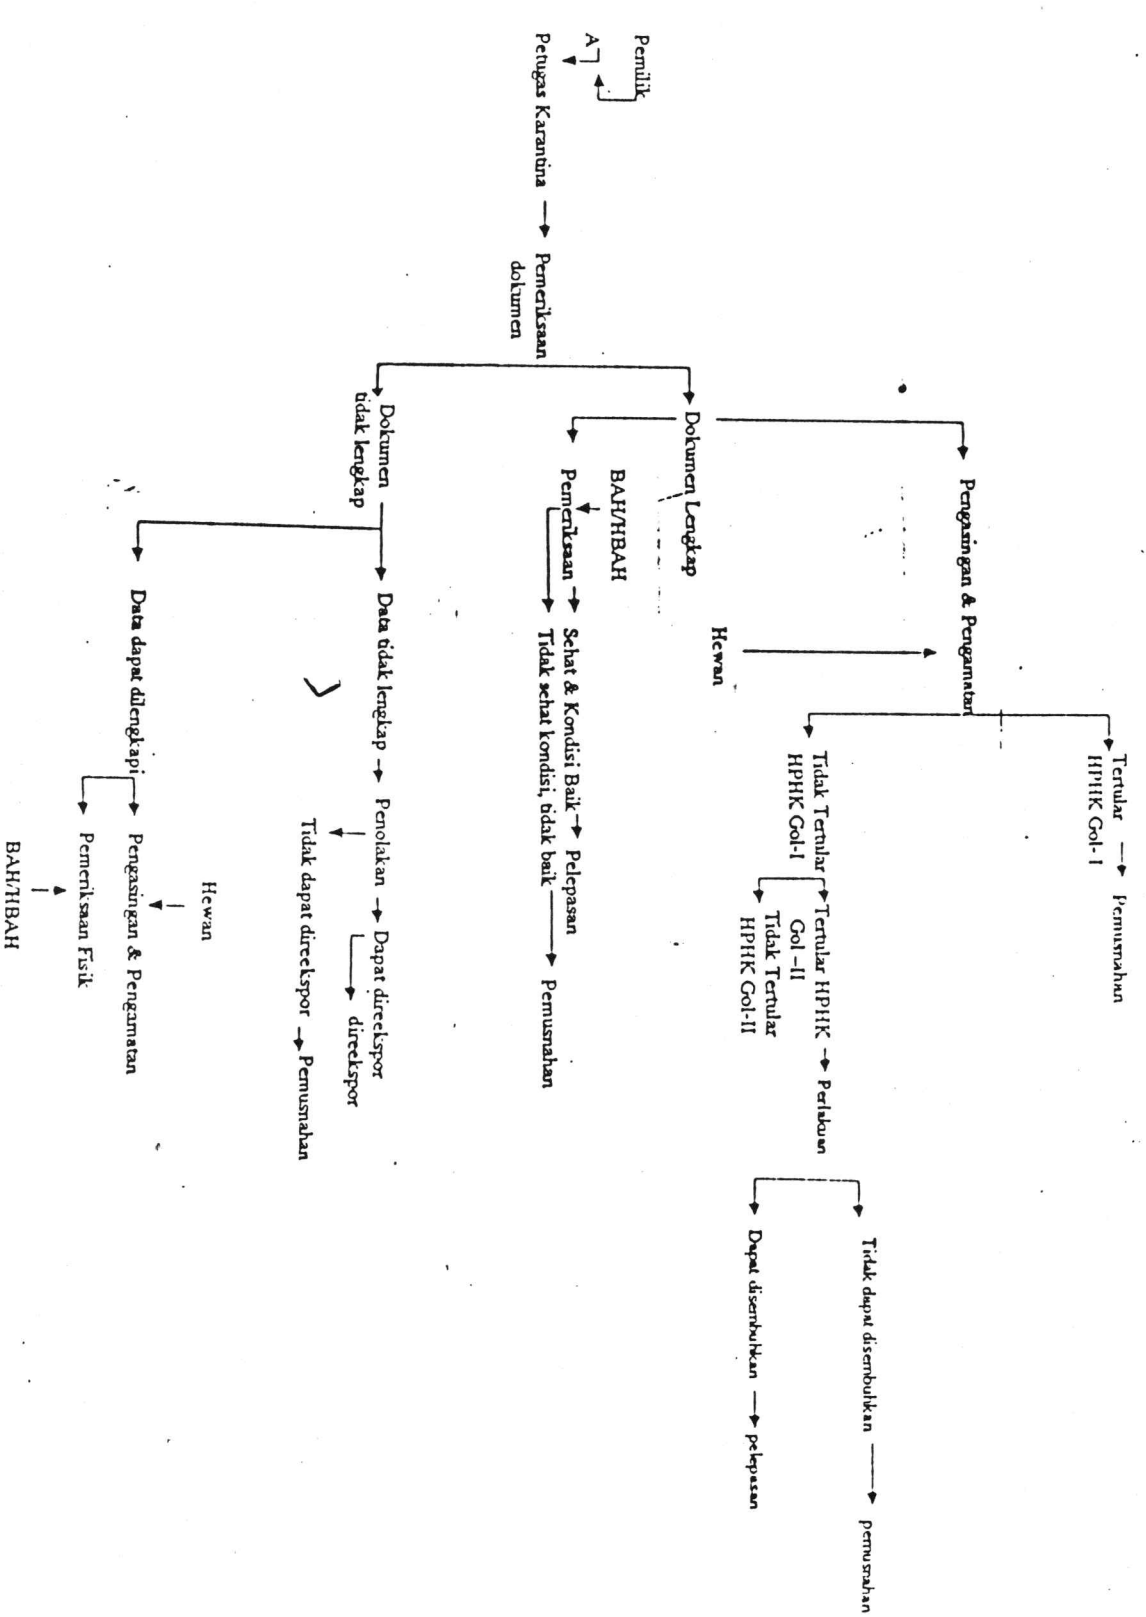 Pemilik
A
Petugas Karantina
Pemeriksaan
dokumen
Dokumen Lengkap
Pengasingan & Pengamatan
Hewan
Tertular
HPHK Gol- I
Pemusnahan
Tidak Tertular
HPHK Gol-I
Tertular HPHK
Gol -II
Perlakuan
Tidak Tertular
HPHK Gol-II
Tidak dapat disembuhkan
pemusnahan
Dapat disembuhkan
pelepasan
BAH/HBAH
Pemeriksaan
Sehat & Kondisi Baik
Pelepasan
Tidak sehat kondisi, tidak baik
Pemusnahan
Dokumen
tidak lengkap
Data tidak lengkap
Penolakan
Dapat direekspor
direekspor
Tidak dapat direekspor
Pemusnahan
Data dapat dilengkapi
Hewan
Pengasingan & Pengamatan
Pemeriksaan Fisik
BAH/HBAH